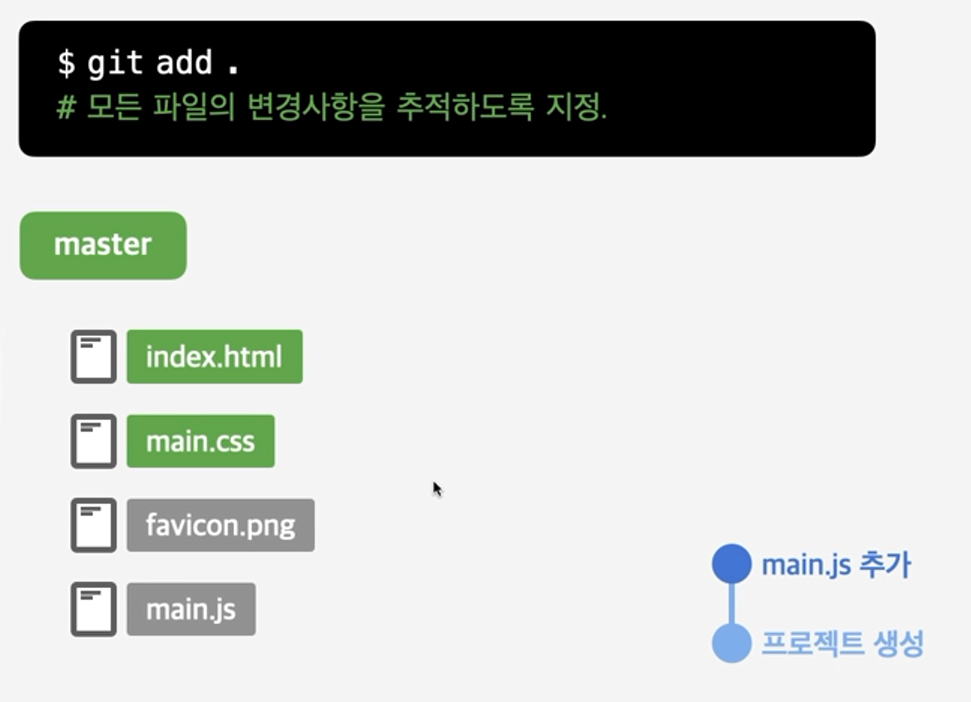 $ git add .
# 모든 파일의 변경사항을 추적하도록 지정.
master
index.html
main.css
favicon.png
main.js
main.js 추가
프로젝트 생성